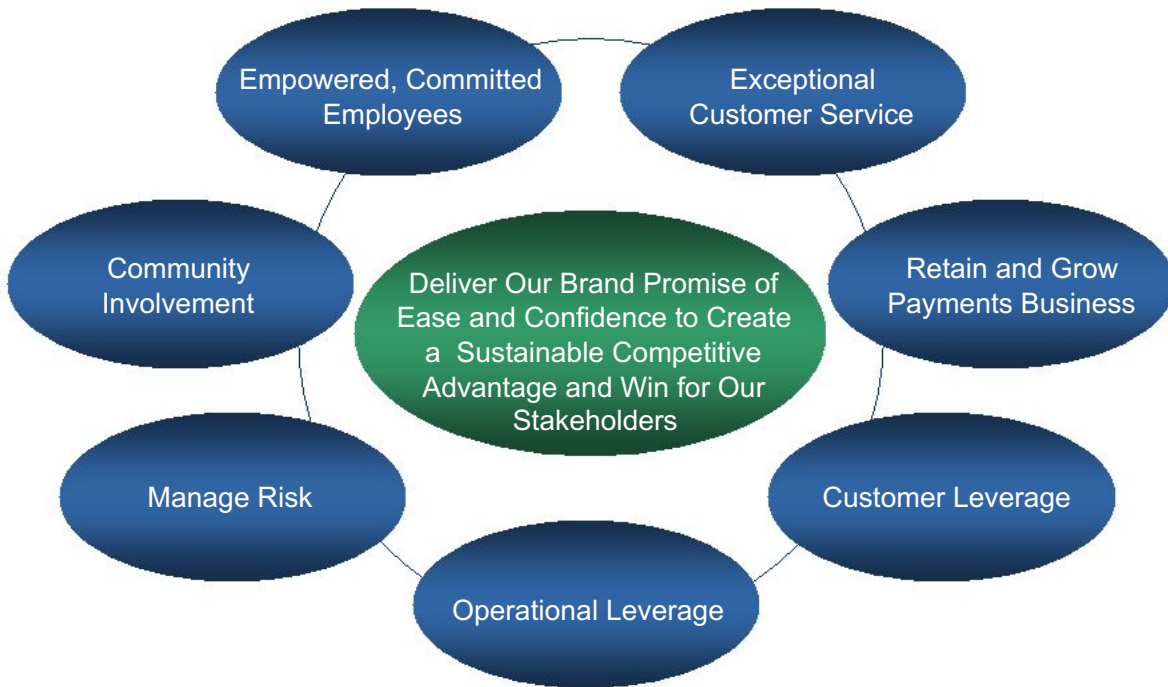 Empowered, Committed
Employees
Exceptional
Customer Service
Community
Involvement
Deliver Our Brand Promise of
Ease and Confidence to Create
a  Sustainable Competitive
Advantage and Win for Our
Stakeholders
Retain and Grow
Payments Business
Manage Risk
Customer Leverage
Operational Leverage